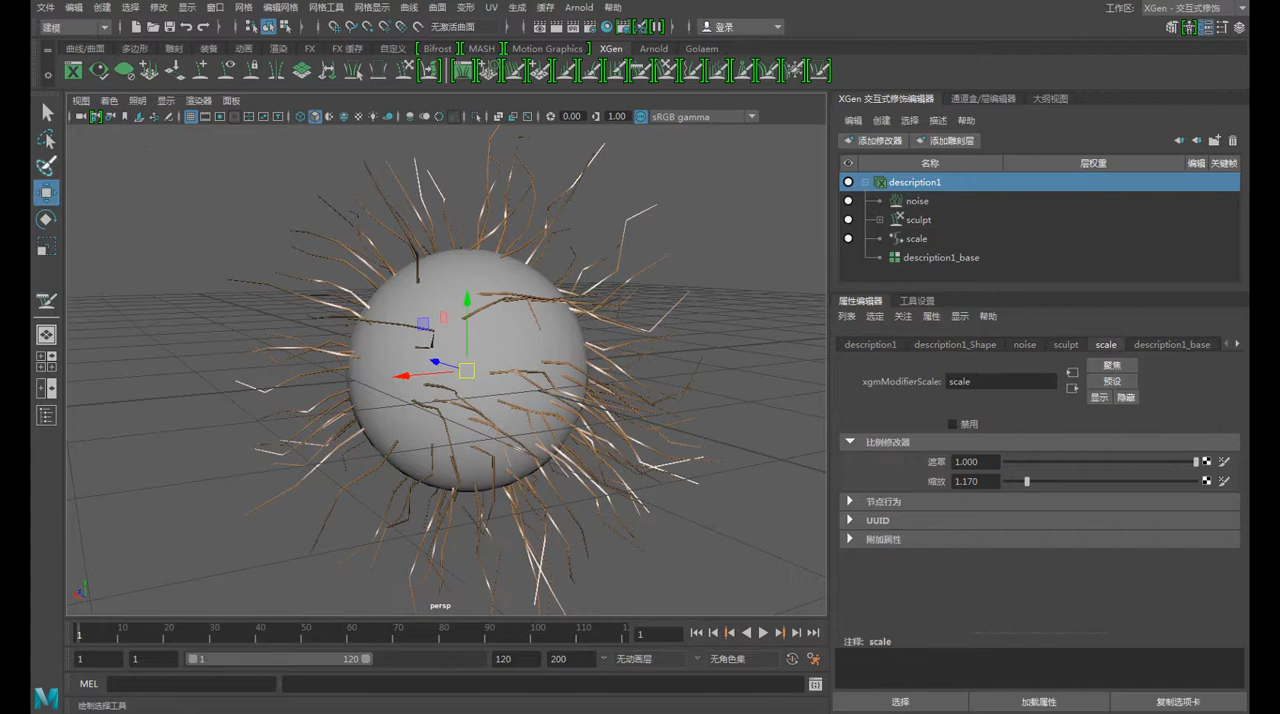 文件 编辑 创建 选择 修改 显示 窗口 网格 编辑网格 网格工具 网格显示 曲线 曲面 变形 UV 生成 缓存 Arnold 帮助 工作区: XGen - 交互式修饰
建模 无激活曲面 登录
曲线/曲面 多边形 雕刻 装备 动画 渲染 FX FX 缓存 自定义 Bifrost MASH Motion Graphics XGen Arnold Golaem
视图 着色 照明 显示 渲染器 面板
0.00 1.00 sRGB gamma
XGen 交互式修饰编辑器 通道盒/层编辑器 大纲视图
编辑 创建 选择 描述 帮助
添加修改器 添加雕刻层
名称 层权重 编辑 关键帧
description1
noise
sculpt
scale
description1_base
属性编辑器 工具设置
列表 选定 关注 属性 显示 帮助
description1 description1_Shape noise sculpt scale description1_base
聚焦
xgmModifierScale: scale 预设
显示 隐藏
禁用
比例修改器
遮罩 1.000
缩放 1.170
节点行为
UUID
附加属性
persp
注释: scale
1 10 20 30 40 50 60 70 80 90 100 110 1
1
1 1 1 120 120 200 无动画层 无角色集
MEL
选择 加载属性 复制选项卡
绘制选择工具